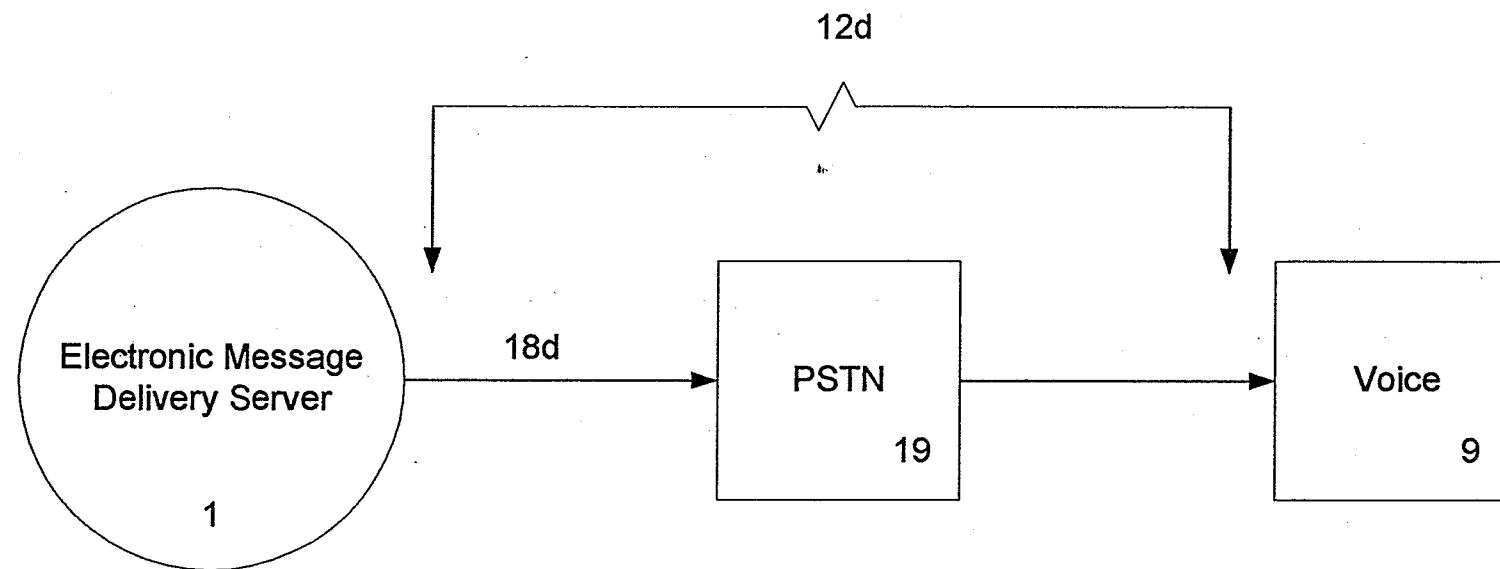 12d
18d
Electronic Message
Delivery Server
1
PSTN
19
Voice
9